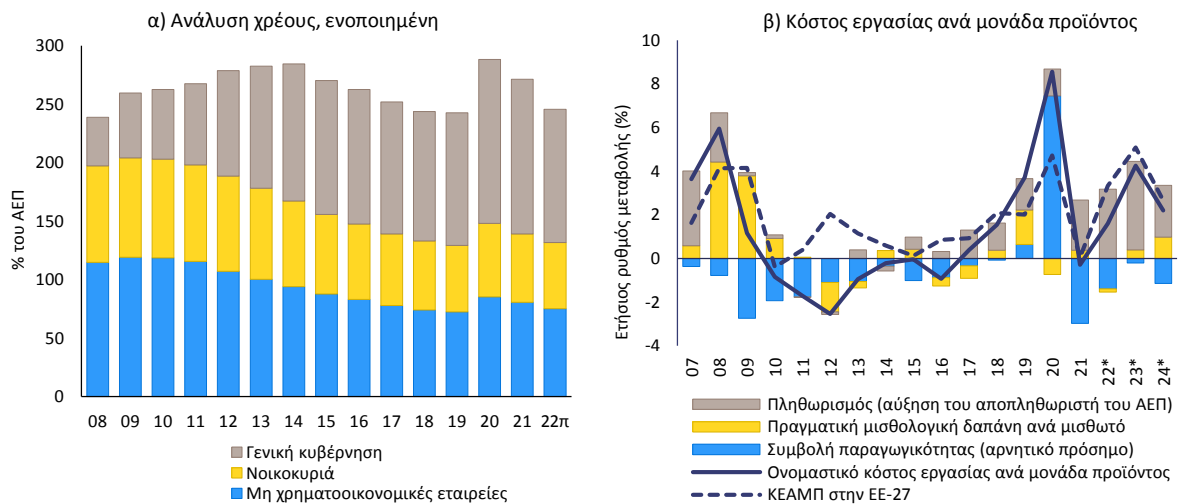 α) Ανάλυση χρέους, ενοποιημένη
% του ΑΕΠ
300
250
200
150
100
50
0
08 09 10 11 12 13 14 15 16 17 18 19 20 21 22π
Γενική κυβέρνηση
Νοικοκυριά
Μη χρηματοοικονομικές εταιρείες
β) Κόστος εργασίας ανά μονάδα προϊόντος
Ετήσιος ρυθμός μεταβολής (%)
10
8
6
4
2
0
-2
-4
07 08 09 10 11 12 13 14 15 16 17 18 19 20 21 22* 23* 24*
Πληθωρισμός (αύξηση του αποπληθωριστή του ΑΕΠ)
Πραγματική μισθολογική δαπάνη ανά μισθωτό
Συμβολή παραγωγικότητας (αρνητικό πρόσημο)
Ονομαστικό κόστος εργασίας ανά μονάδα προϊόντος
ΚΕΑΜΠ στην ΕΕ-27